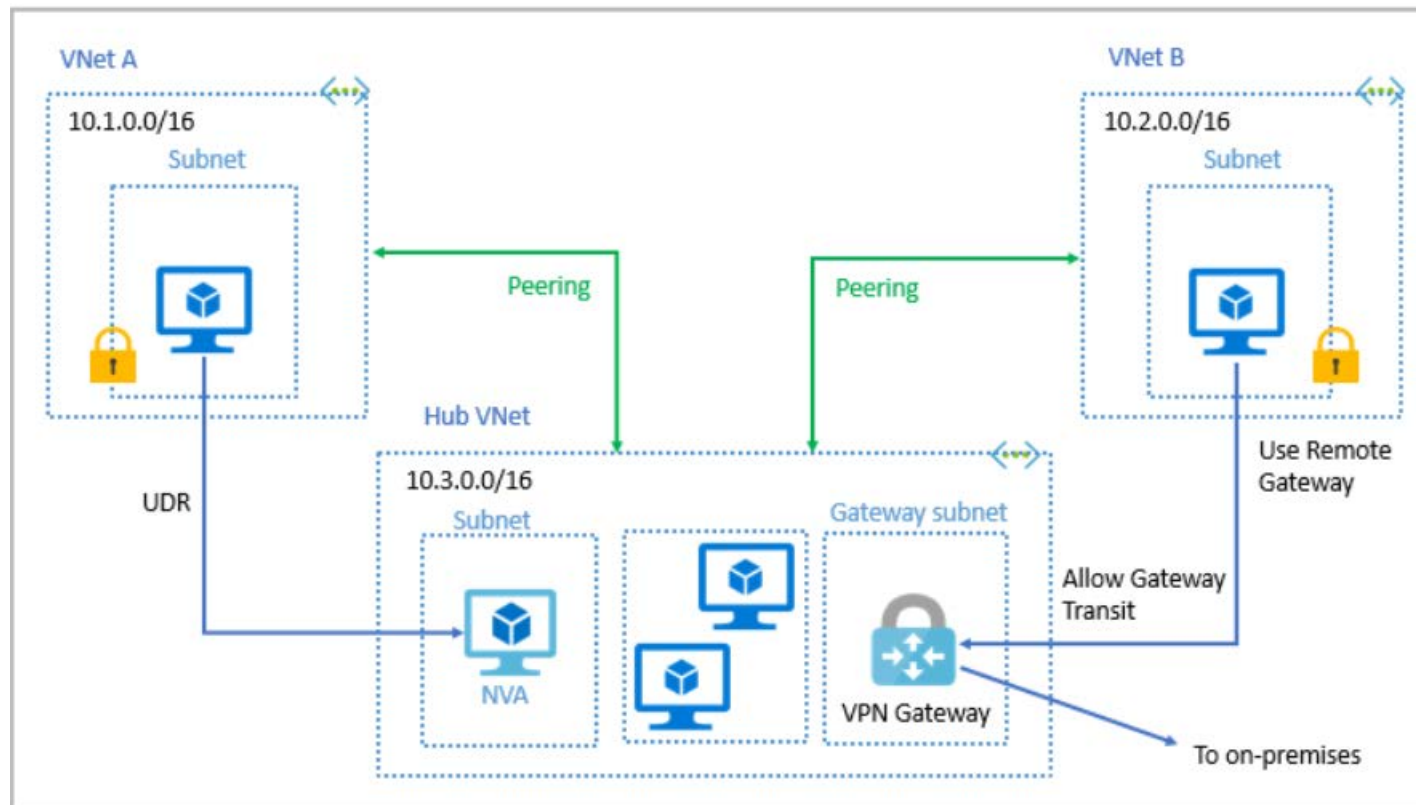 VNet A
10.1.0.0/16
Subnet
VNet B
10.2.0.0/16
Subnet
Peering
Peering
Hub VNet
10.3.0.0/16
Subnet
NVA
Gateway subnet
VPN Gateway
UDR
Use Remote
Gateway
Allow Gateway
Transit
To on-premises